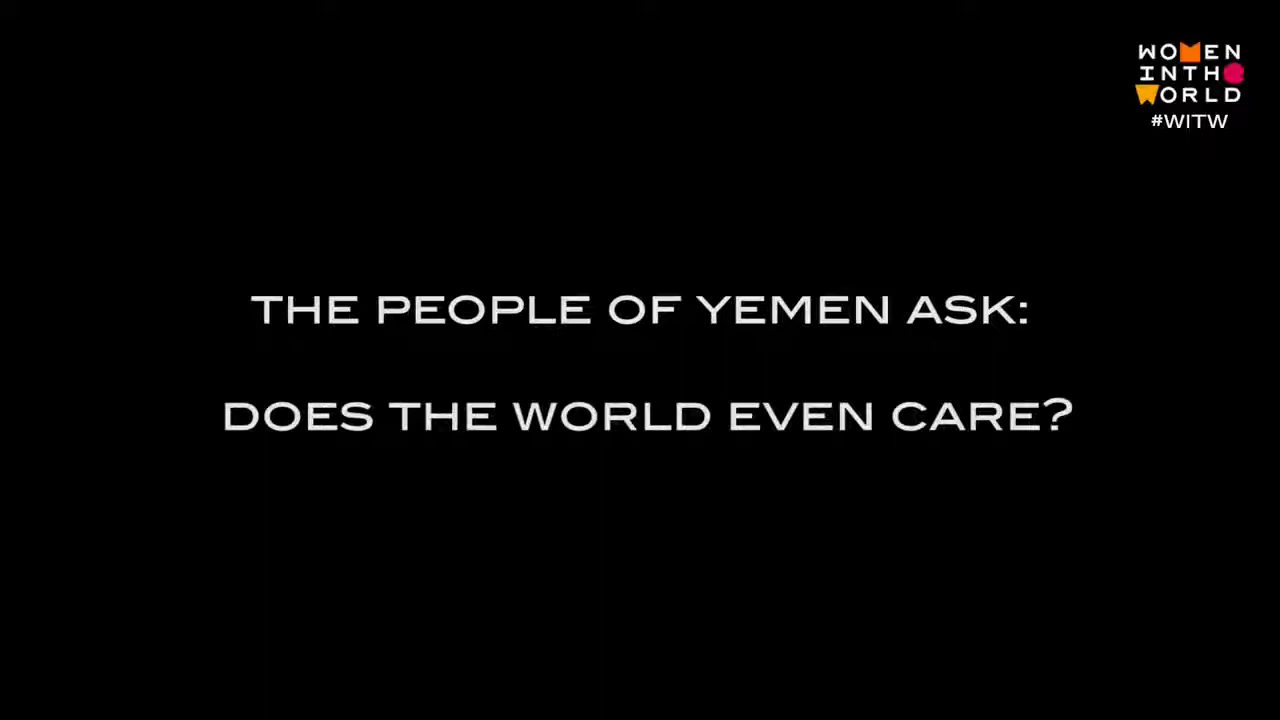 WOMEN
IN THE
WORLD
#WITW
THE PEOPLE OF YEMEN ASK:
DOES THE WORLD EVEN CARE?